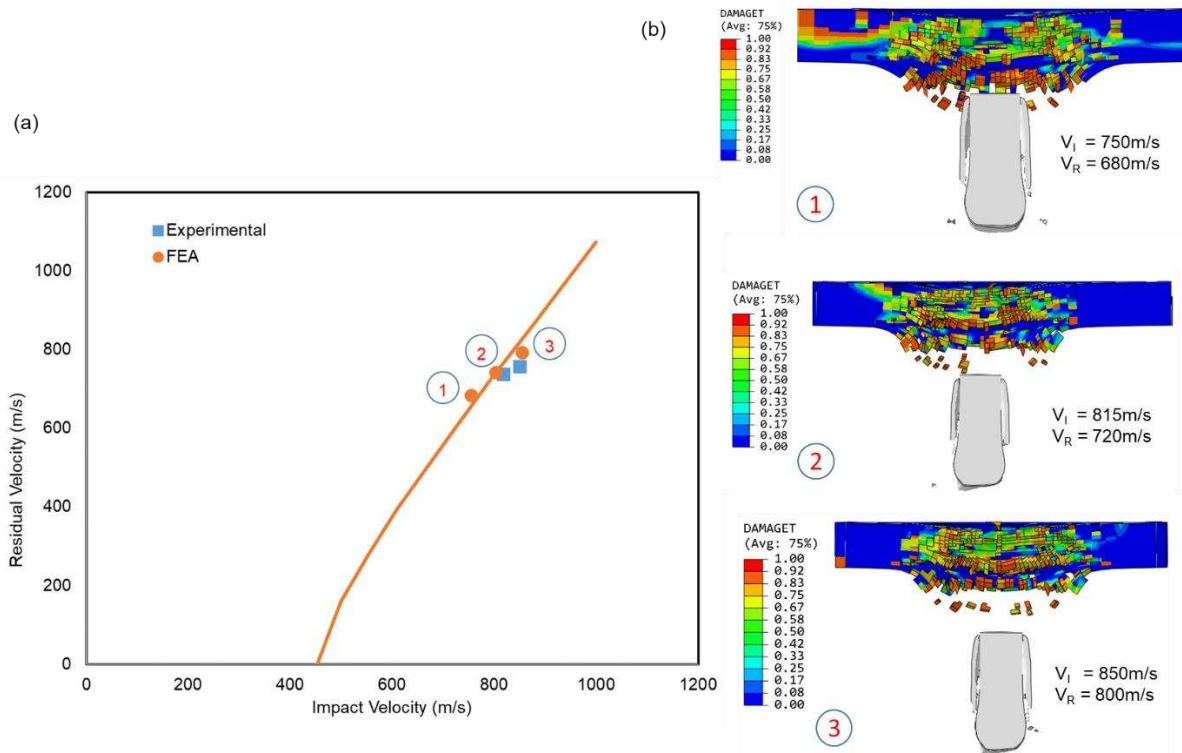 (a)
1200
1000
800
600
400
200
0
Residual Velocity (m/s)
Experimental
FEA
1
2
3
0 200 400 600 800 1000 1200
Impact Velocity (m/s)
(b)
DAMAGET
(Avg: 75%)
1.00
0.92
0.83
0.75
0.67
0.58
0.50
0.42
0.33
0.25
0.17
0.08
0.00
1
V_I = 750m/s
V_R = 680m/s
DAMAGET
(Avg: 75%)
1.00
0.92
0.83
0.75
0.67
0.58
0.50
0.42
0.33
0.25
0.17
0.08
0.00
2
V_I = 815m/s
V_R = 720m/s
DAMAGET
(Avg: 75%)
1.00
0.92
0.83
0.75
0.67
0.58
0.50
0.42
0.33
0.25
0.17
0.08
0.00
3
V_I = 850m/s
V_R = 800m/s